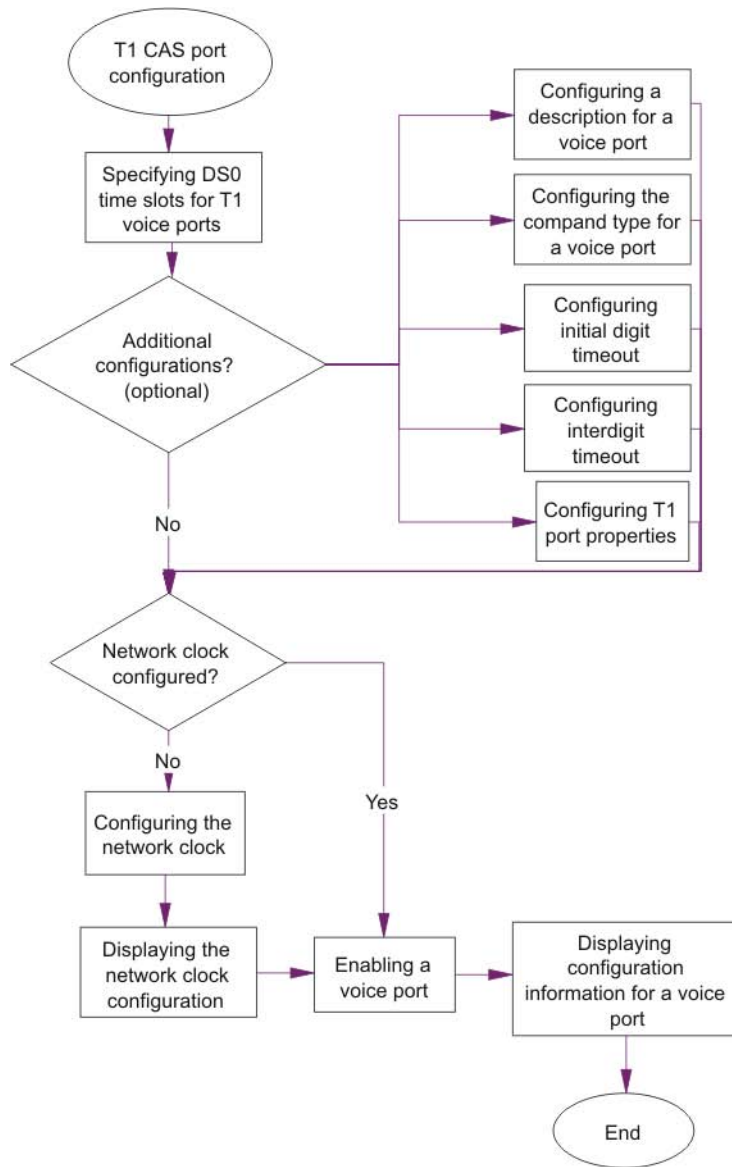 T1 CAS port
configuration
Specifying DS0
time slots for T1
voice ports
Additional
configurations?
(optional)
Configuring a
description for a
voice port
Configuring the
compand type for
a voice port
Configuring
initial digit
timeout
Configuring
interdigit
timeout
Configuring T1
port properties
No
Network clock
configured?
No
Yes
Configuring the
network clock
Displaying the
network clock
configuration
Enabling a
voice port
Displaying
configuration
information for a voice
port
End